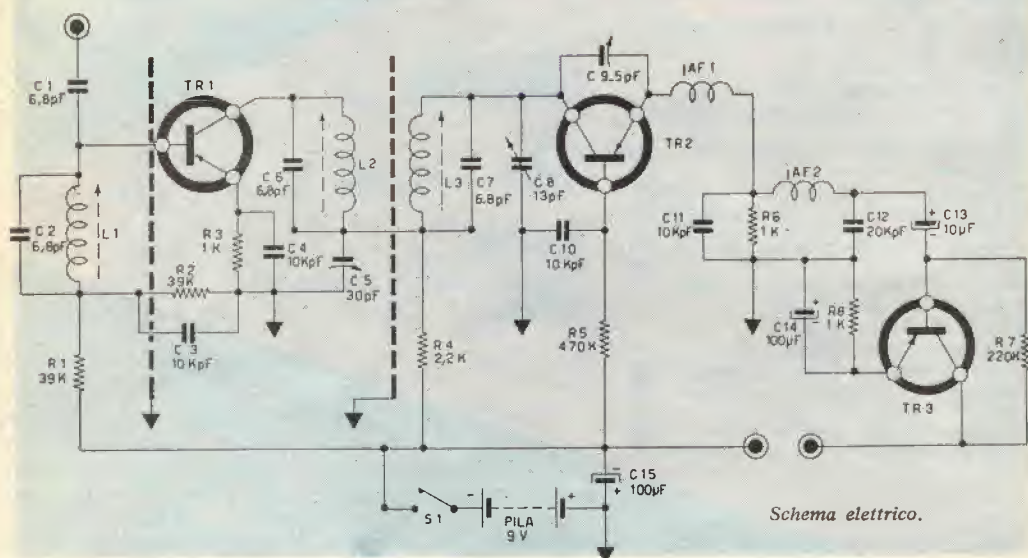 C1
6,8pF
C2
6,8pF
L1
R1
39K
TR1
R3
1K
R2
39K
C3
10KpF
C4
10KpF
C5
30pF
C6
6,8pF
L2
L3
C7
6,8pF
C8
13pF
C9.5pF
TR2
JAF1
C10
10KpF
R4
2,2K
R5
470K
C11
10KpF
R6
1K
JAF2
C12
20KpF
C13
10µF
C14
100µF
R8
1K
TR3
R7
220K
S1
-
+
PILA
9V
C15
100µF
Schema elettrico.